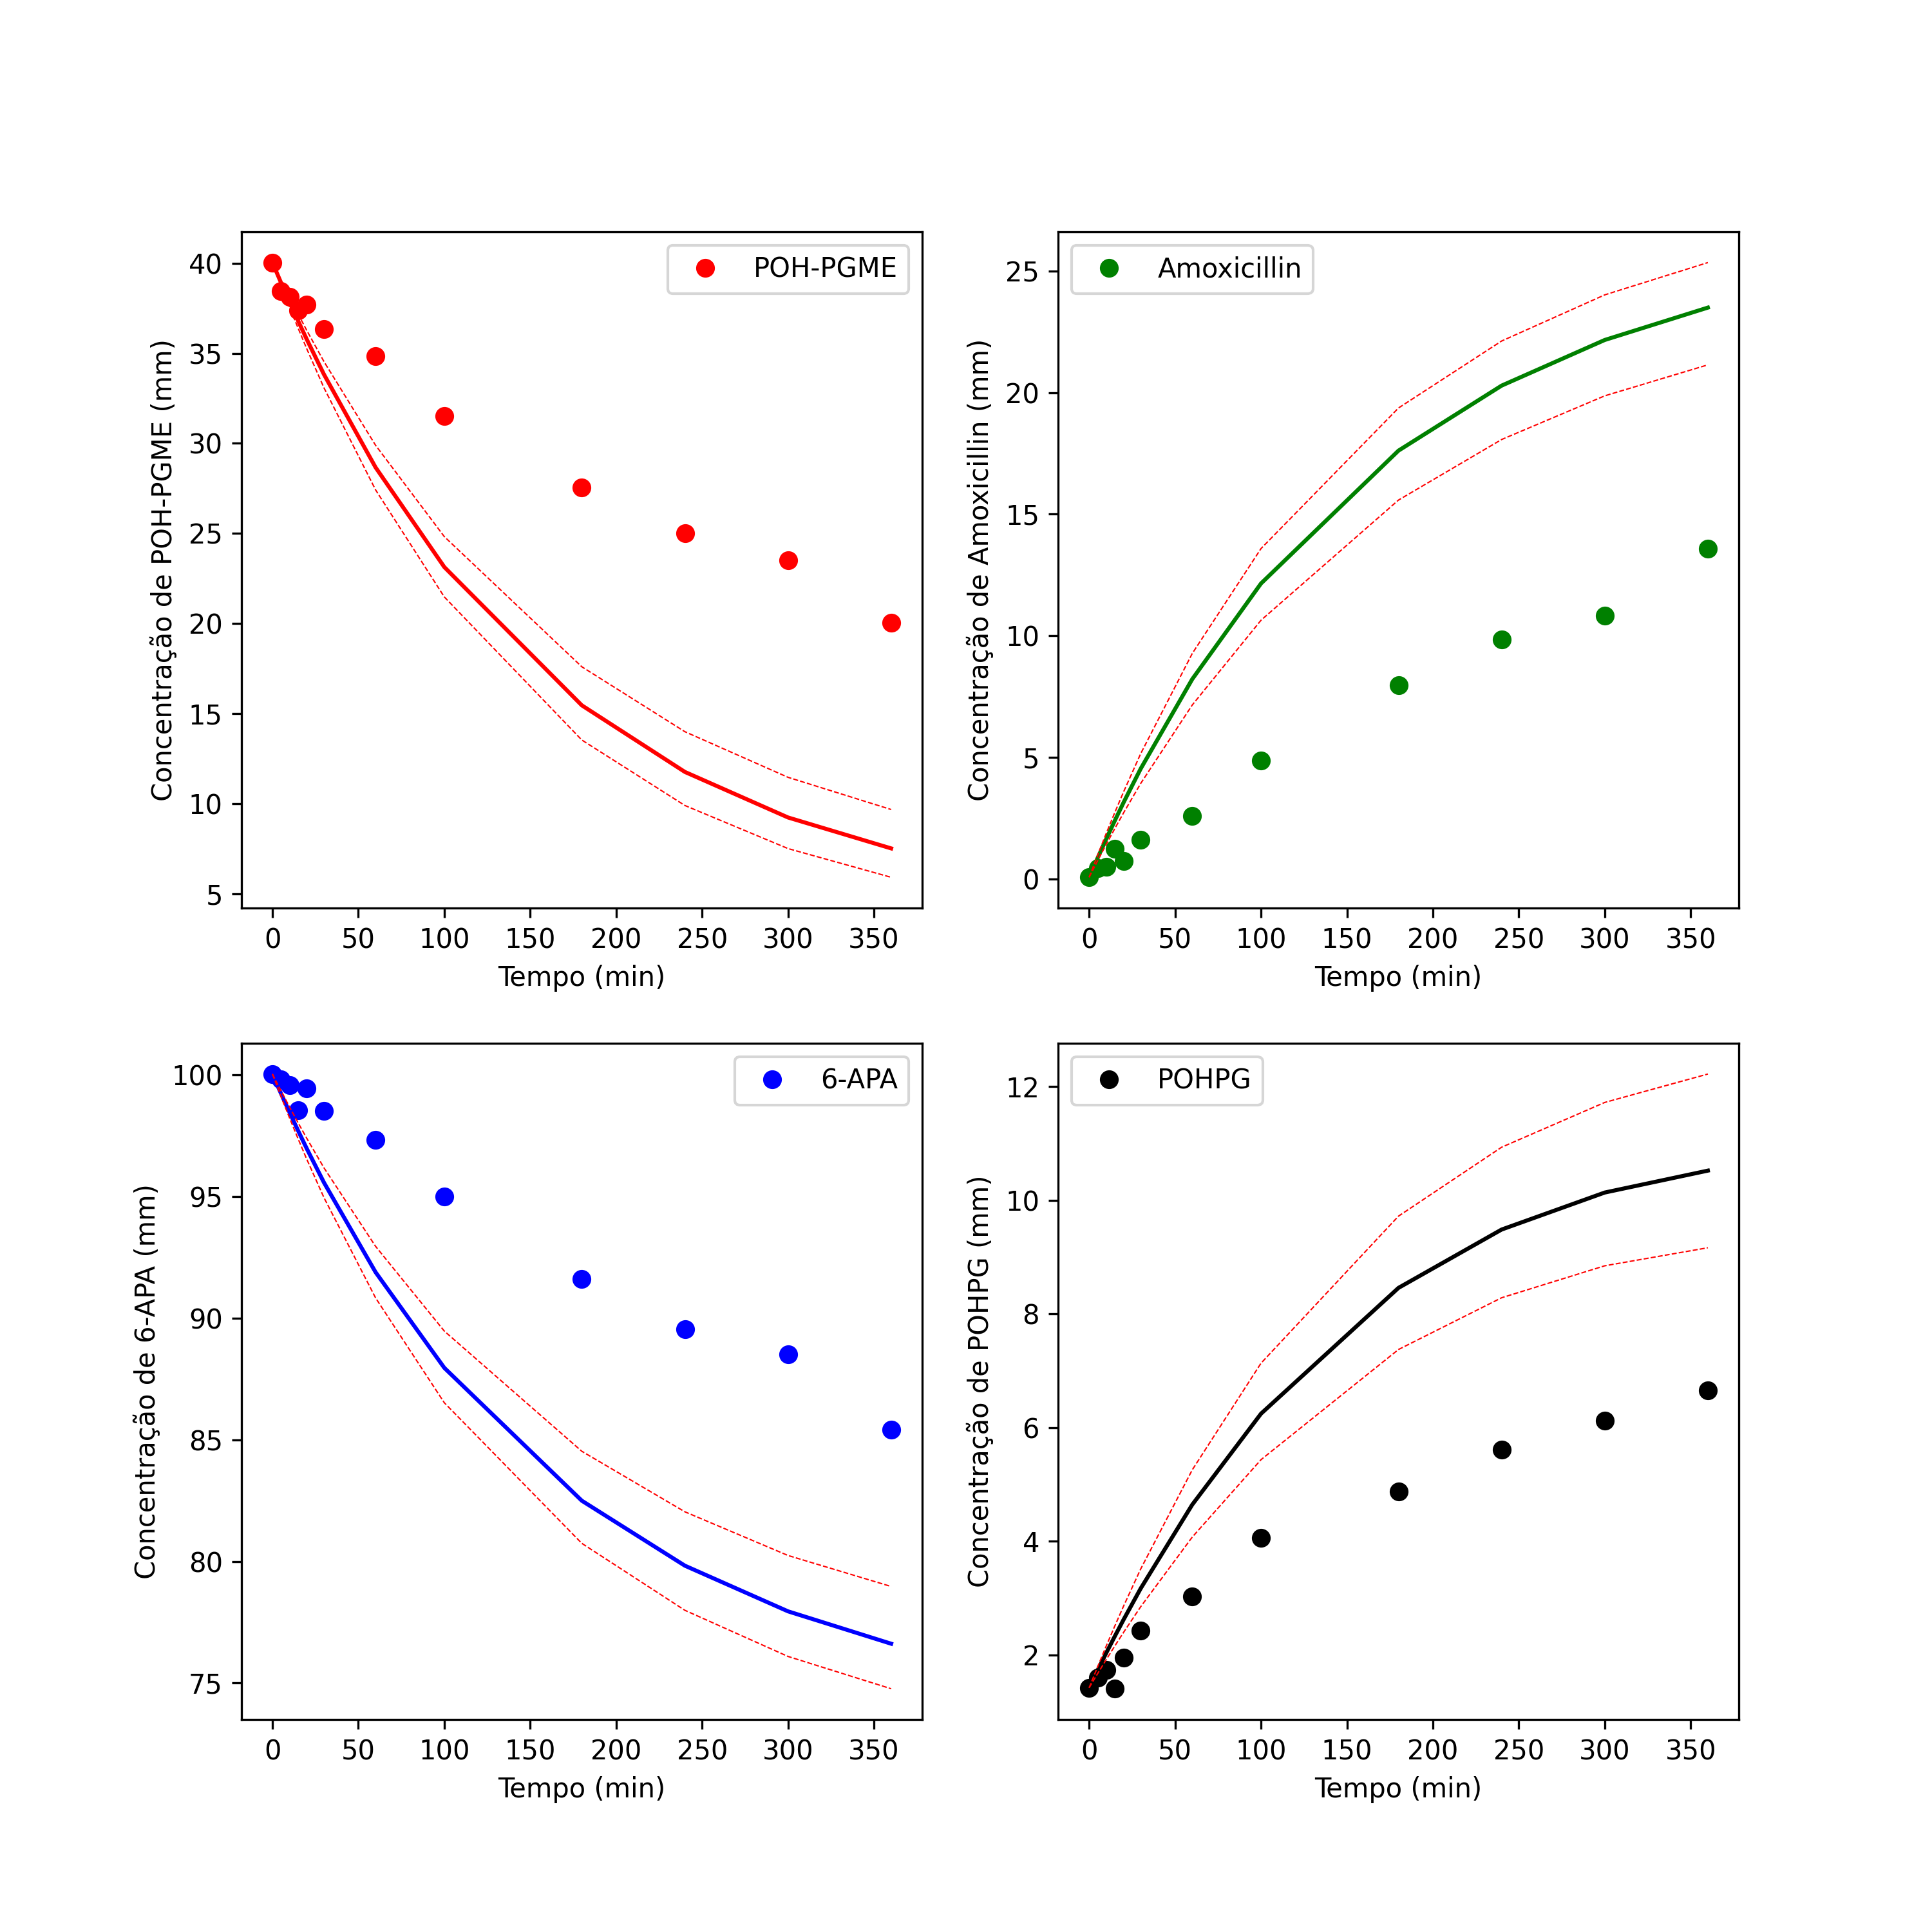 POH-PGME
40
35
30
25
20
15
10
5
Concentração de POH-PGME (mm)
0 50 100 150 200 250 300 350
Tempo (min)
Amoxicillin
25
20
15
10
5
0
Concentração de Amoxicillin (mm)
0 50 100 150 200 250 300 350
Tempo (min)
6-APA
100
95
90
85
80
75
Concentração de 6-APA (mm)
0 50 100 150 200 250 300 350
Tempo (min)
POHPG
12
10
8
6
4
2
Concentração de POHPG (mm)
0 50 100 150 200 250 300 350
Tempo (min)